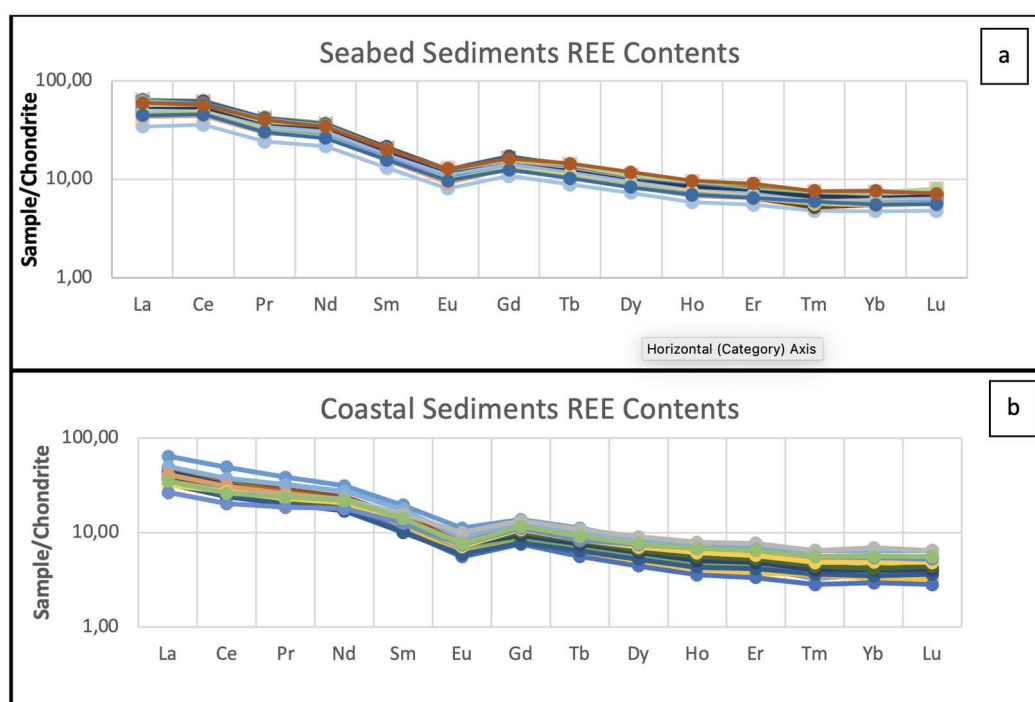 Seabed Sediments REE Contents
a
Sample/Chondrite
100,00
10,00
1,00
La Ce Pr Nd Sm Eu Gd Tb Dy Ho Er Tm Yb Lu
Horizontal (Category) Axis
Coastal Sediments REE Contents
b
Sample/Chondrite
100,00
10,00
1,00
La Ce Pr Nd Sm Eu Gd Tb Dy Ho Er Tm Yb Lu